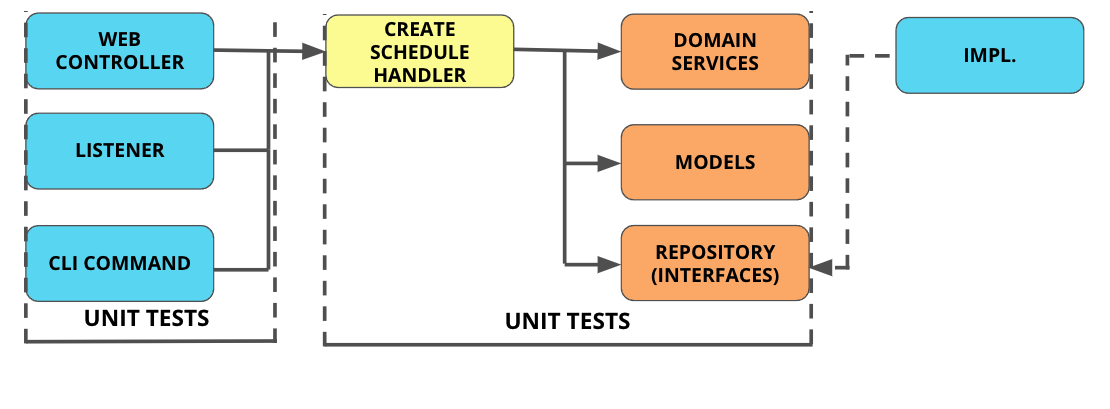 WEB
CONTROLLER
LISTENER
CLI COMMAND
UNIT TESTS
CREATE
SCHEDULE
HANDLER
DOMAIN
SERVICES
MODELS
REPOSITORY
(INTERFACES)
UNIT TESTS
IMPL.